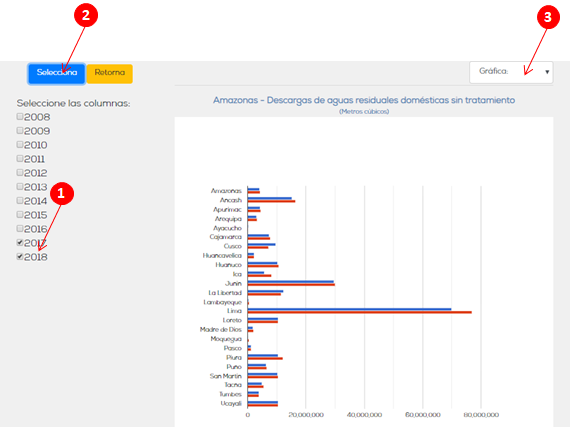 2
3
Selecciona
Retorna
Gráfica:
Seleccione las columnas:
2008
2009
2010
2011
2012
2013
2014
2015
2016
2017
2018
1
Amazonas - Descargas de aguas residuales domésticas sin tratamiento
(Metros cúbicos)
Amazonas
Ancash
Apurimac
Arequipa
Ayacucho
Cajamarca
Cusco
Huancavelica
Huanuco
Ica
Junin
La Libertad
Lambayeque
Lima
Loreto
Madre de Dios
Moquegua
Pasco
Piura
Puno
San Martin
Tacna
Tumbes
Ucayali
0 20,000,000 40,000,000 60,000,000 80,000,000